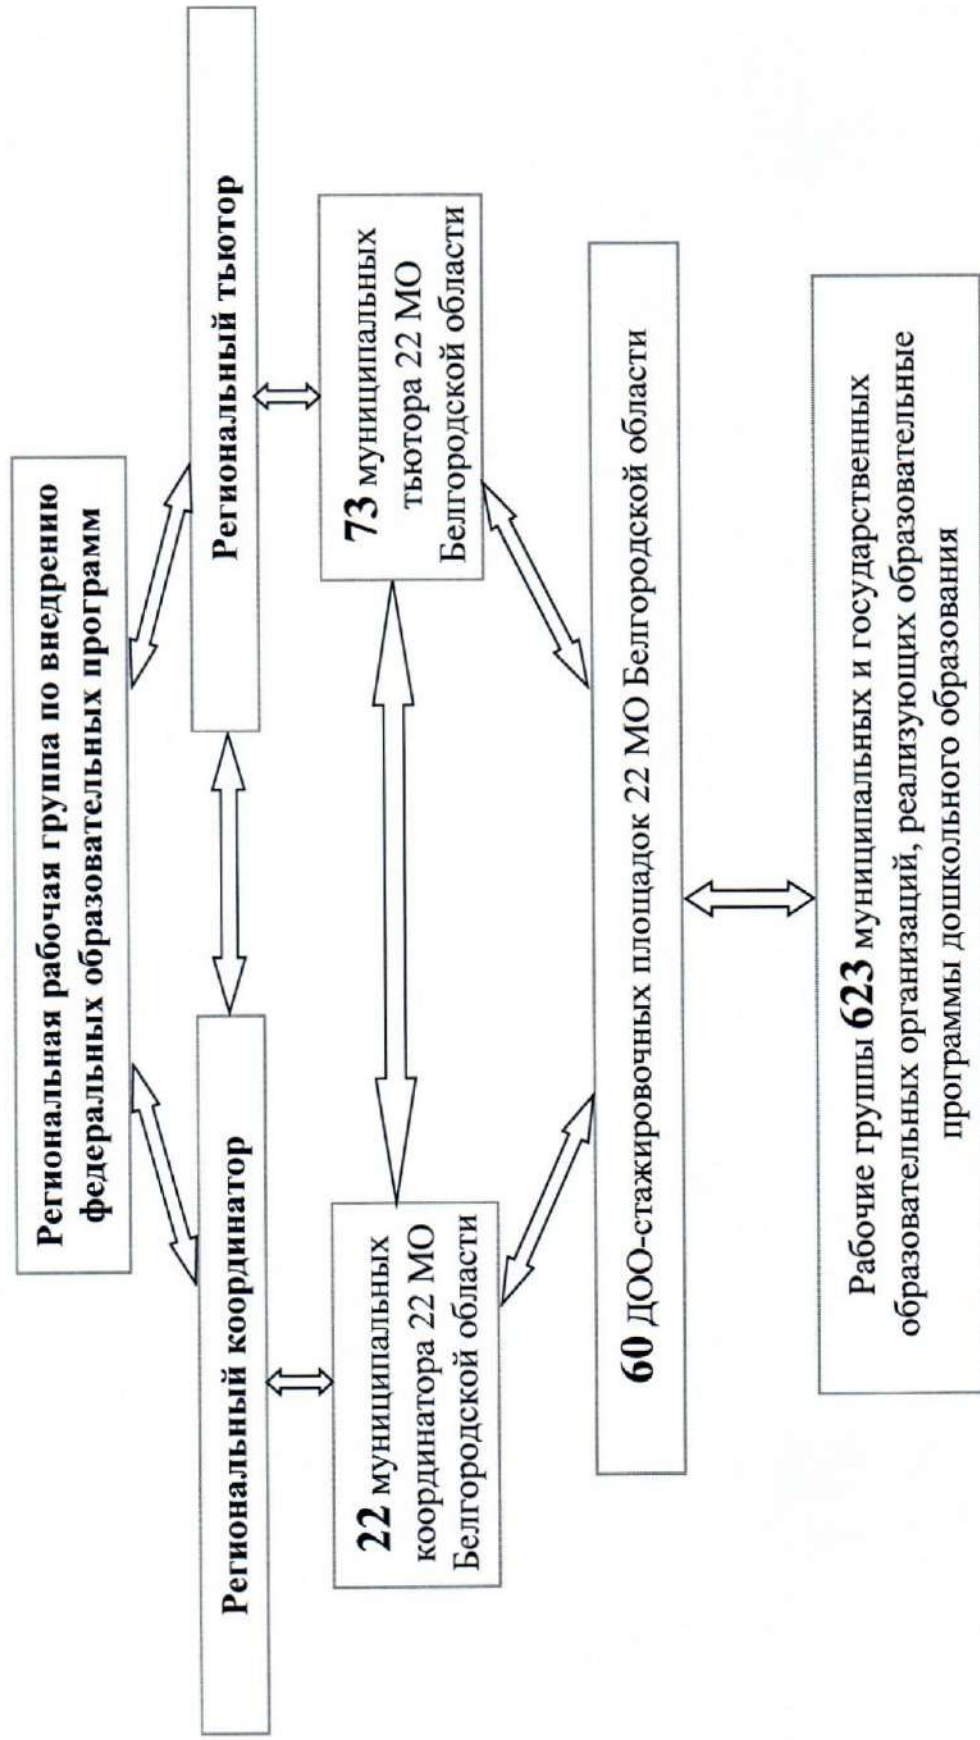 Региональная рабочая группа по внедрению
федеральных образовательных программ
Региональный координатор
Региональный тьютор
22 муниципальных
координатора 22 МО
Белгородской области
73 муниципальных
тьютора 22 МО
Белгородской области
60 ДОО-стажировочных площадок 22 МО Белгородской области
Рабочие группы 623 муниципальных и государственных
образовательных организаций, реализующих образовательные
программы дошкольного образования